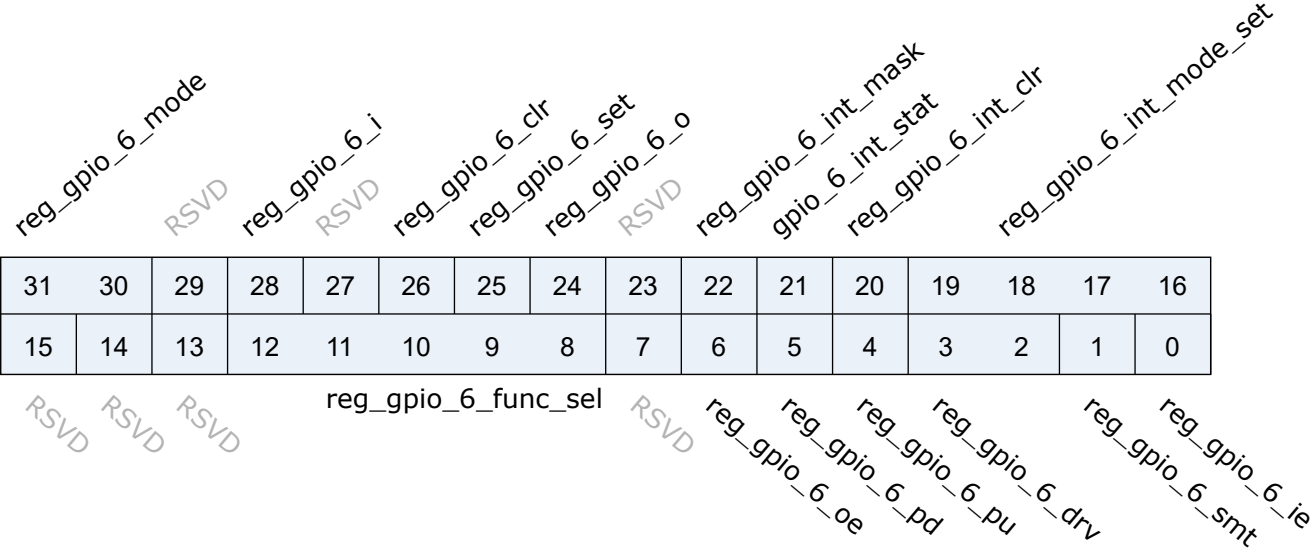 reg_gpio_6_mode
RSVD
reg_gpio_6_i
RSVD
reg_gpio_6_clr
reg_gpio_6_set
reg_gpio_6_o
RSVD
reg_gpio_6_int_mask
gpio_6_int_stat
reg_gpio_6_int_clr
reg_gpio_6_int_mode_set
31 30 29 28 27 26 25 24 23 22 21 20 19 18 17 16
15 14 13 12 11 10 9 8 7 6 5 4 3 2 1 0
RSVD
RSVD
RSVD
reg_gpio_6_func_sel
RSVD
reg_gpio_6_oe
reg_gpio_6_pd
reg_gpio_6_pu
reg_gpio_6_drv
reg_gpio_6_smt
reg_gpio_6_ie